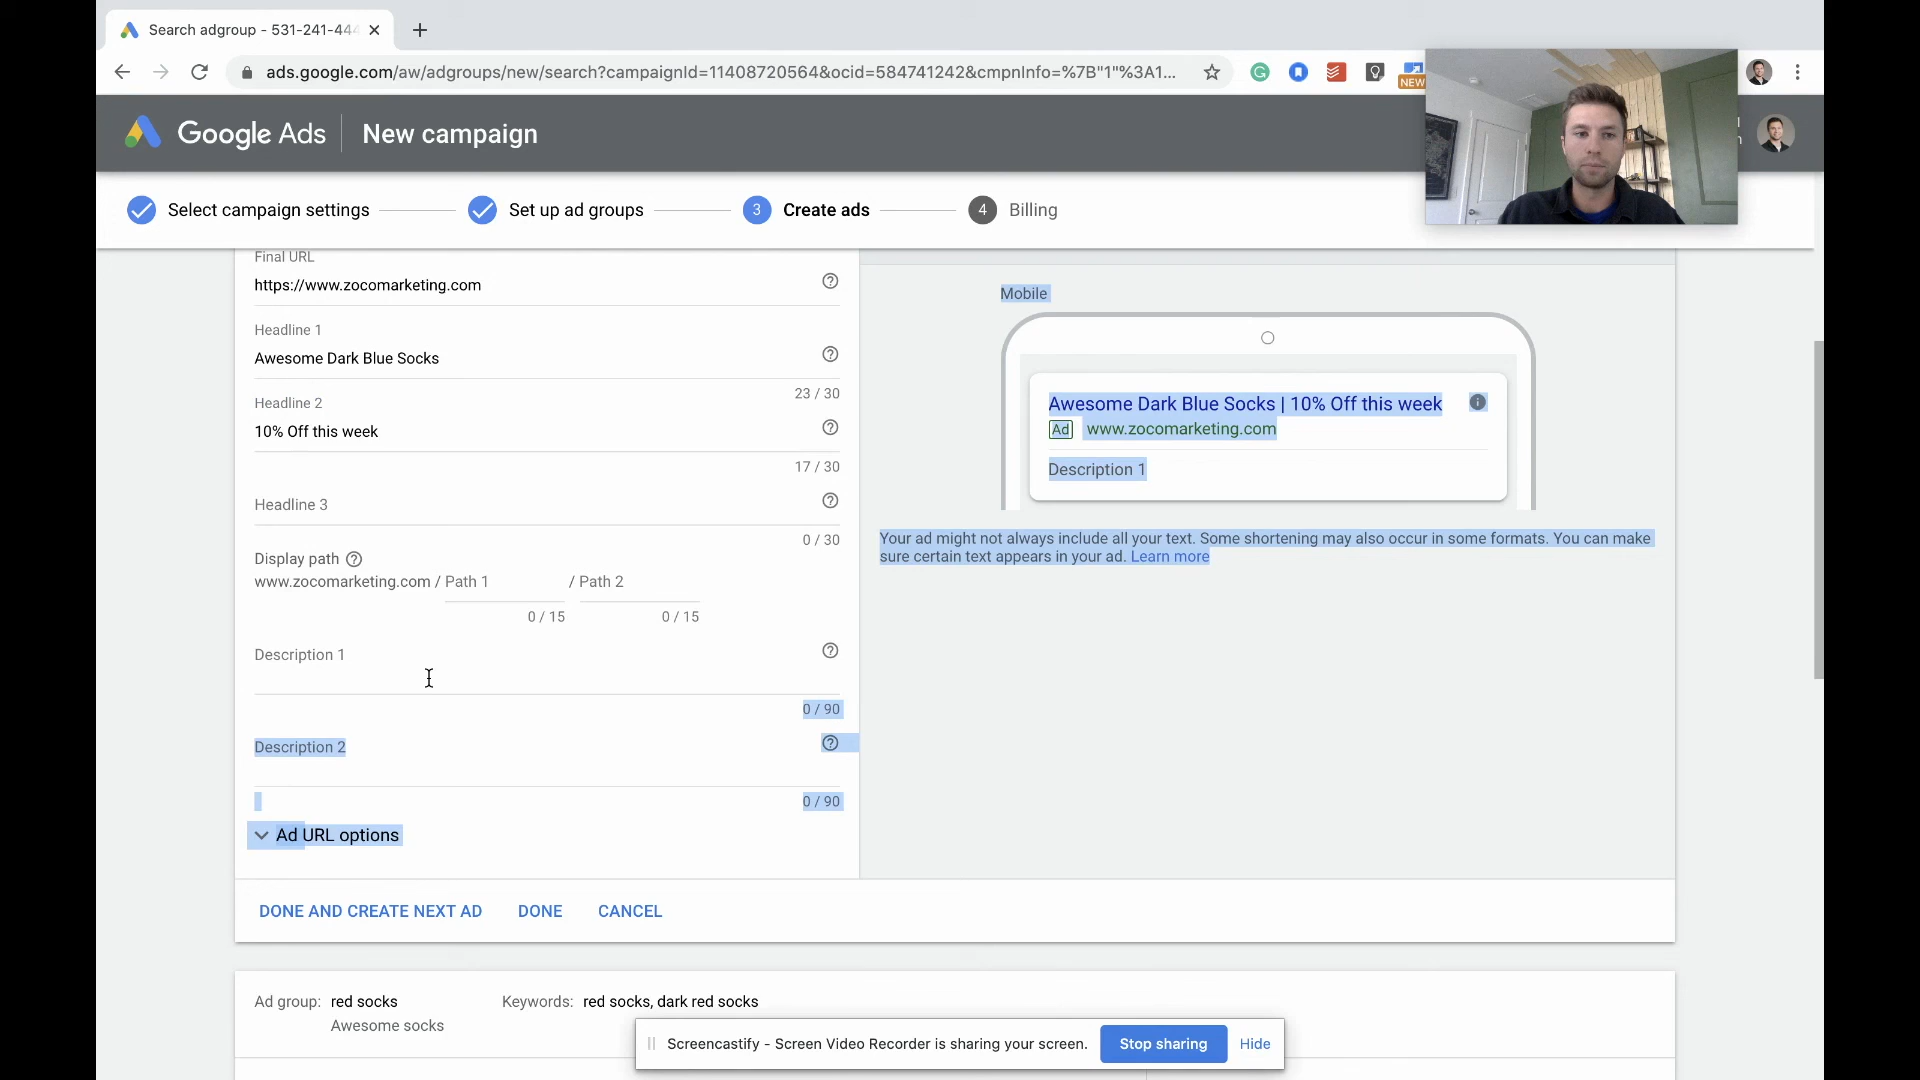 Search adgroup - 531-241-444
ads.google.com/aw/adgroups/new/search?campaignId=11408720564&ocid=584741242&cmpnInfo=%7B"1"%3A1...
NEW
Google Ads
New campaign
Select campaign settings
Set up ad groups
3
Create ads
4
Billing
Final URL
https://www.zocomarketing.com
Headline 1
Awesome Dark Blue Socks
23 / 30
Headline 2
10% Off this week
17 / 30
Headline 3
0 / 30
Display path
www.zocomarketing.com / Path 1 / Path 2
0 / 15
0 / 15
Description 1
0 / 90
Description 2
0 / 90
Ad URL options
Mobile
Awesome Dark Blue Socks | 10% Off this week
Ad www.zocomarketing.com
Description 1
Your ad might not always include all your text. Some shortening may also occur in some formats. You can make
sure certain text appears in your ad. Learn more
DONE AND CREATE NEXT AD
DONE
CANCEL
Ad group: red socks
Awesome socks
Keywords: red socks, dark red socks
Screencastify - Screen Video Recorder is sharing your screen.
Stop sharing
Hide